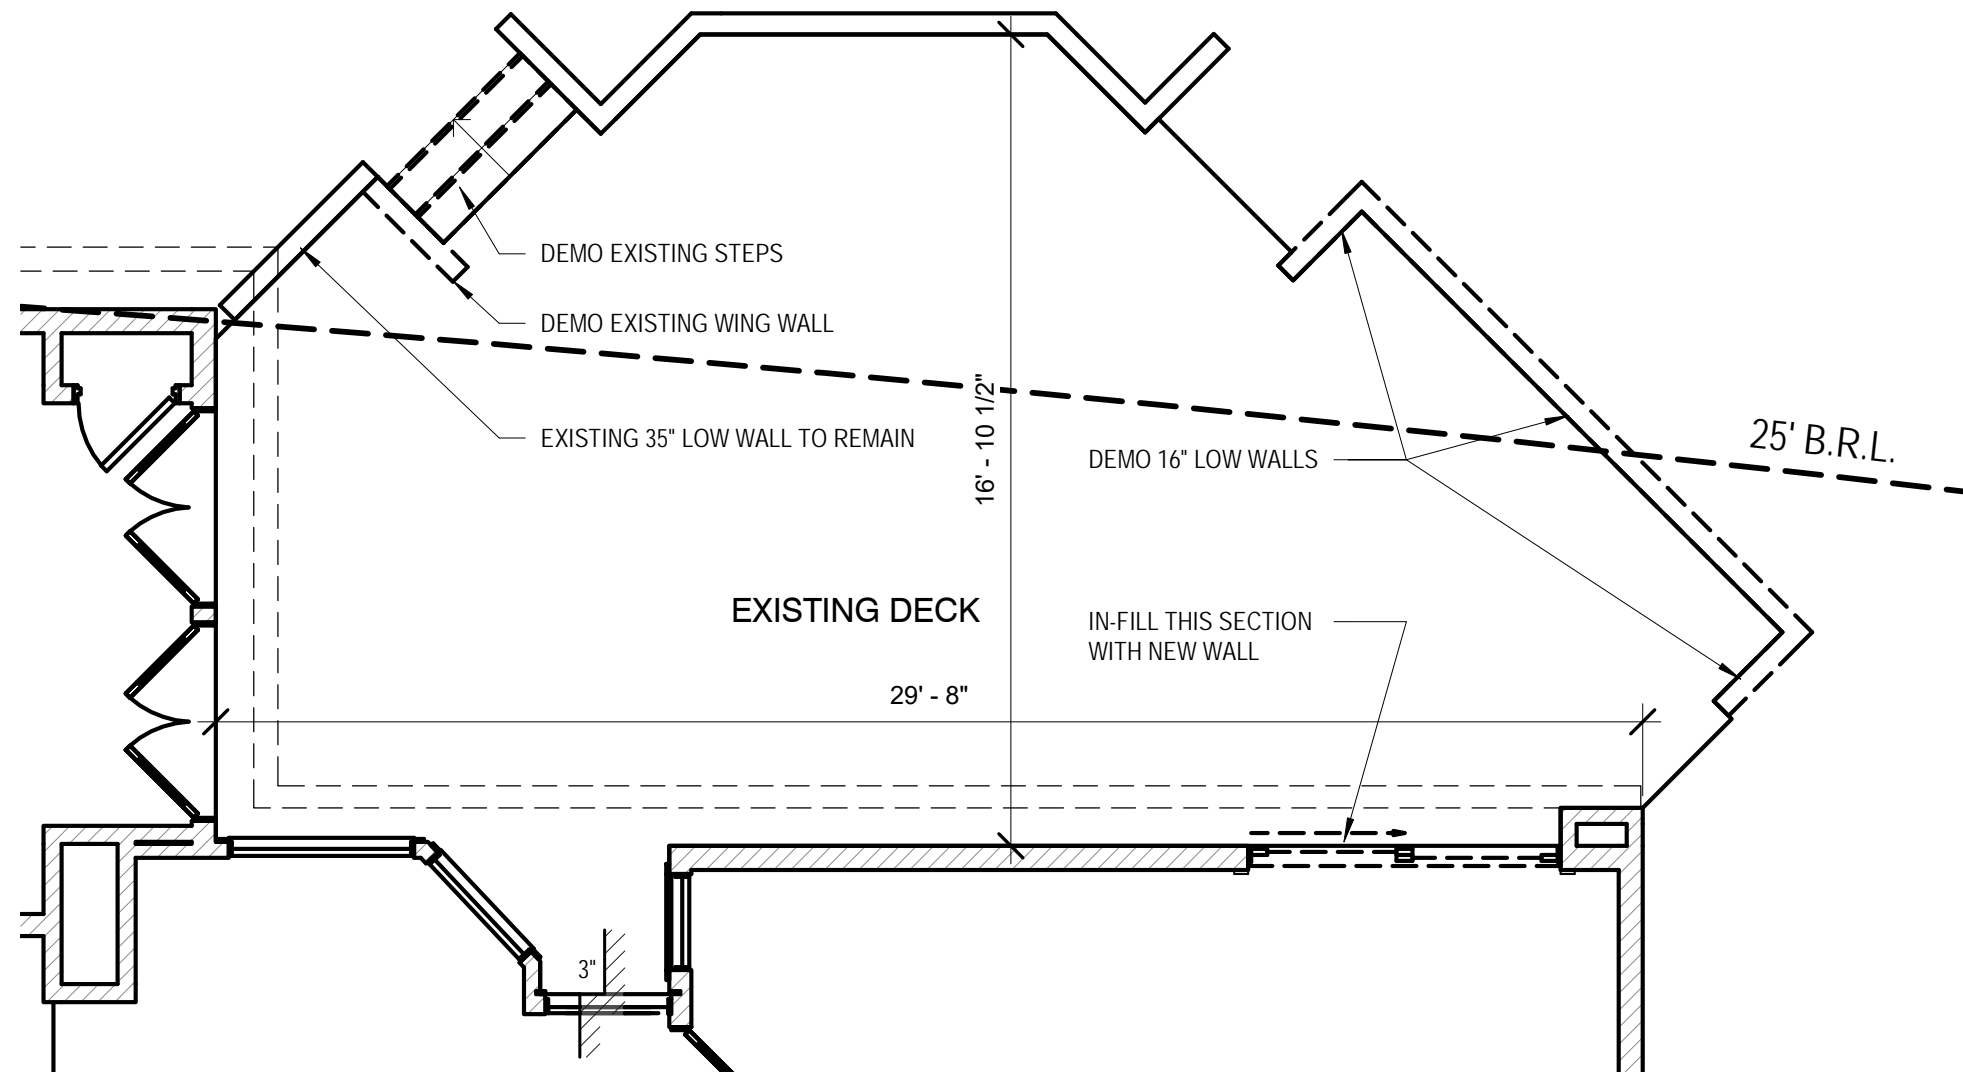 DEMO EXISTING STEPS
DEMO EXISTING WING WALL
16' - 10 1/2"
EXISTING 35" LOW WALL TO REMAIN
DEMO 16" LOW WALLS
25' B.R.L.
EXISTING DECK
IN-FILL THIS SECTION
WITH NEW WALL
29' - 8"
3"